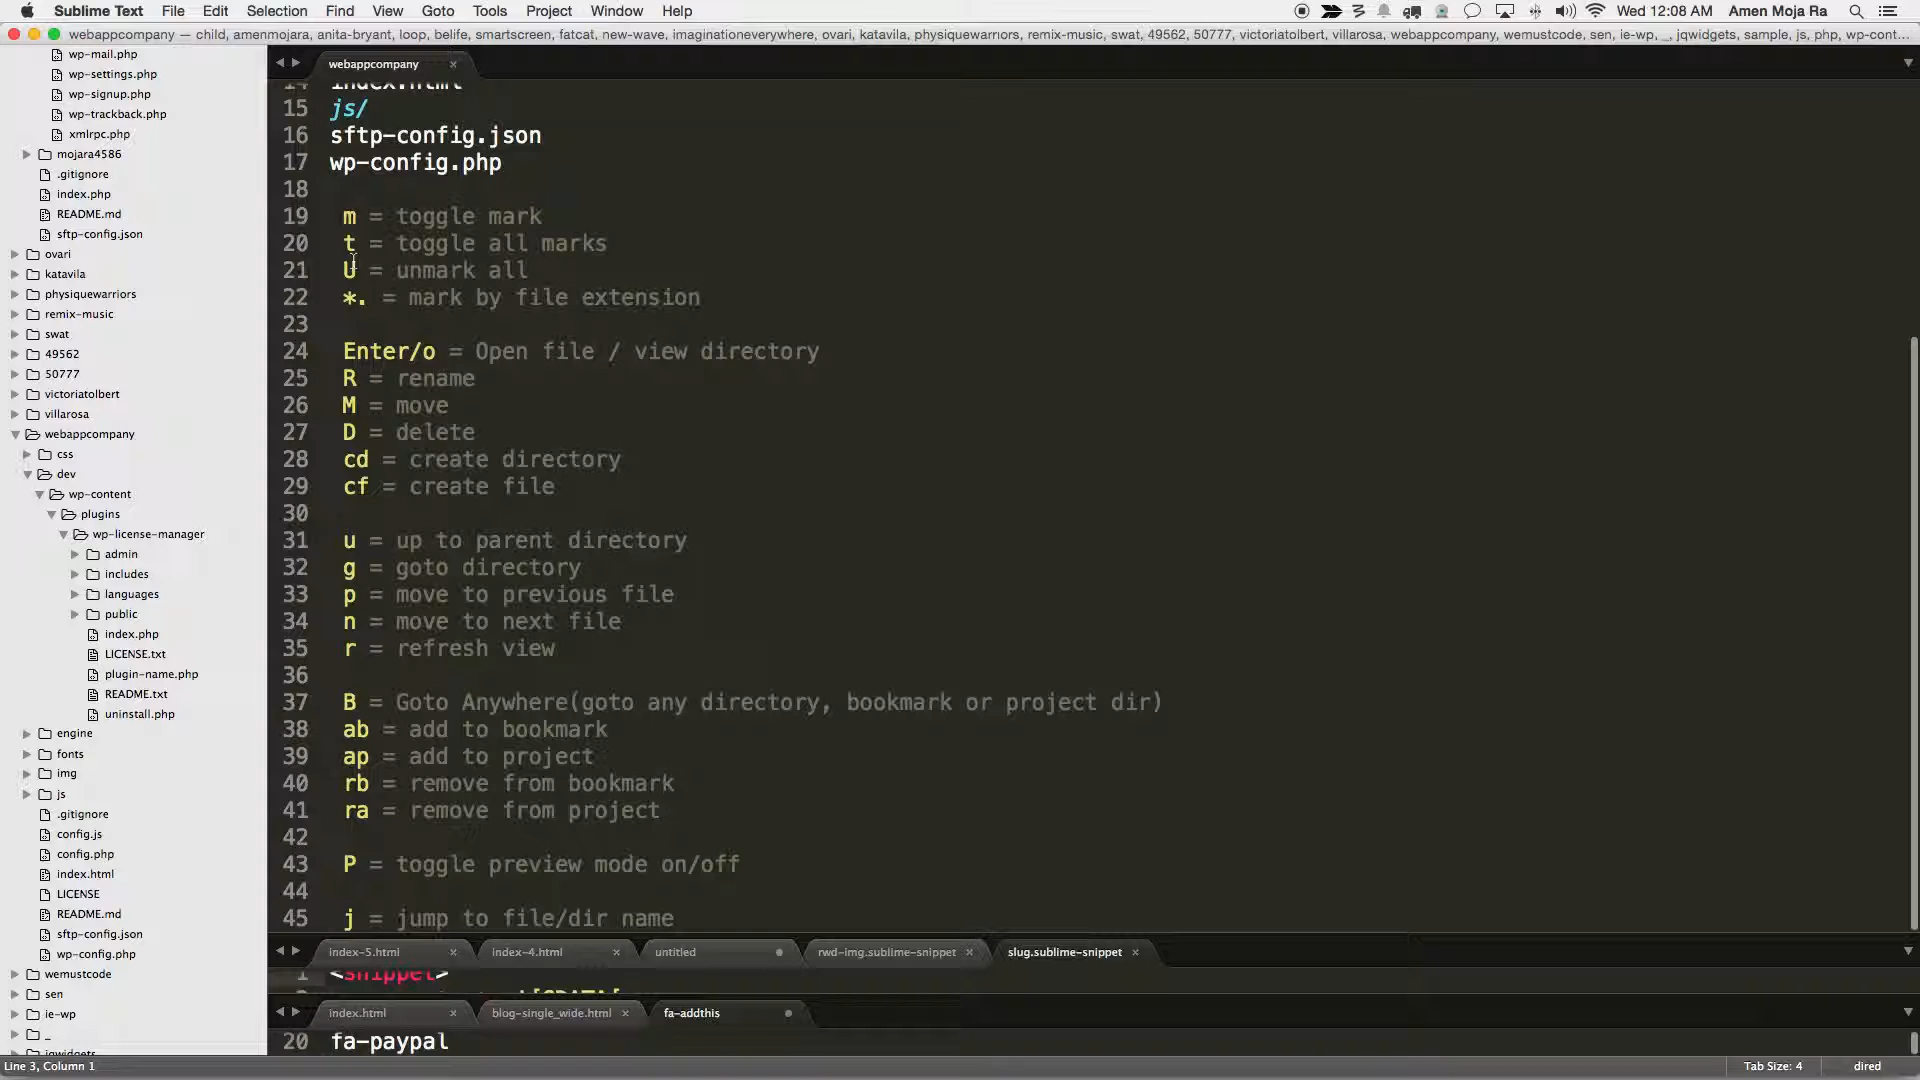 Sublime Text File Edit Selection Find View Goto Tools Project Window Help Wed 12:08 AM Amen Moja Ra
webappcompany — child, amenmojara, anita-bryant, loop, belife, smartscreen, fatcat, new-wave, imaginationeverywhere, ovari, katavila, physiquewarriors, remix-music, swat, 49562, 50777, victoriatolbert, villarosa, webappcompany, wemustcode, sen, ie-wp, _, jqwidgets, sample, js, php, wp-cont...
wp-mail.php
wp-settings.php
wp-signup.php
wp-trackback.php
xmlrpc.php
mojara4586
.gitignore
index.php
README.md
sftp-config.json
ovari
katavila
physiquewarriors
remix-music
swat
49562
50777
victoriatolbert
villarosa
webappcompany
css
dev
wp-content
plugins
wp-license-manager
admin
includes
languages
public
index.php
LICENSE.txt
plugin-name.php
README.txt
uninstall.php
engine
fonts
img
js
.gitignore
config.js
config.php
index.html
LICENSE
README.md
sftp-config.json
wp-config.php
wemustcode
sen
ie-wp
_
jqwidgets
webappcompany
14 index.html
15 js/
16 sftp-config.json
17 wp-config.php
18
19 m = toggle mark
20 t = toggle all marks
21 U = unmark all
22 *. = mark by file extension
23
24 Enter/o = Open file / view directory
25 R = rename
26 M = move
27 D = delete
28 cd = create directory
29 cf = create file
30
31 u = up to parent directory
32 g = goto directory
33 p = move to previous file
34 n = move to next file
35 r = refresh view
36
37 B = Goto Anywhere(goto any directory, bookmark or project dir)
38 ab = add to bookmark
39 ap = add to project
40 rb = remove from bookmark
41 ra = remove from project
42
43 P = toggle preview mode on/off
44
45 j = jump to file/dir name
index-5.html index-4.html untitled rwd-img.sublime-snippet slug.sublime-snippet
1 <snippet>
index.html blog-single_wide.html fa-addthis
20 fa-paypal
Line 3, Column 1 Tab Size: 4 dired